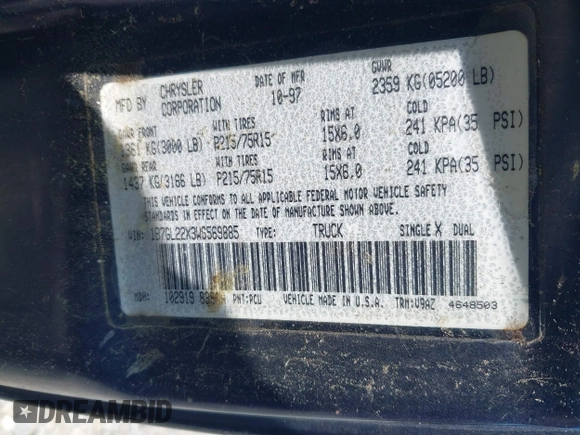 MFD BY CHRYSLER CORPORATION DATE OF MFR 10-97 GVWR 2359 KG(05200 LB)
GAWR FRONT WITH TIRES RIMS AT COLD
1361 KG(3000 LB) P215/75R15 15X6.0 241 KPA(35 PSI)
GAWR REAR WITH TIRES RIMS AT COLD
1437 KG(3166 LB) P215/75R15 15X6.0 241 KPA(35 PSI)
THIS VEHICLE CONFORMS TO ALL APPLICABLE FEDERAL MOTOR VEHICLE SAFETY
STANDARDS IN EFFECT ON THE DATE OF MANUFACTURE SHOWN ABOVE.
VIN: 1B7GL22X3WS569885 TYPE: TRUCK SINGLE X DUAL
MDH: 102919 PNT:PCU VEHICLE MADE IN U.S.A. TRM:V9AZ 4648503
DREAMBID